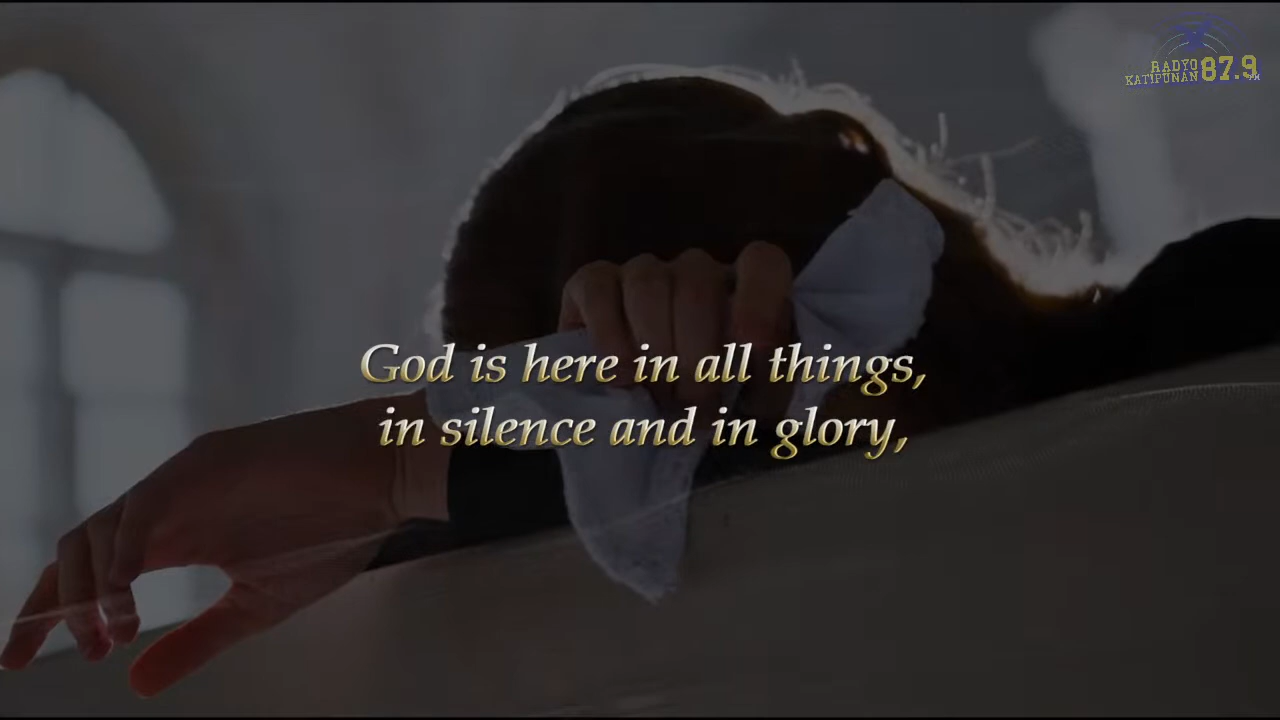 RADYO
KATIPUNAN 87.9
God is here in all things,
in silence and in glory,